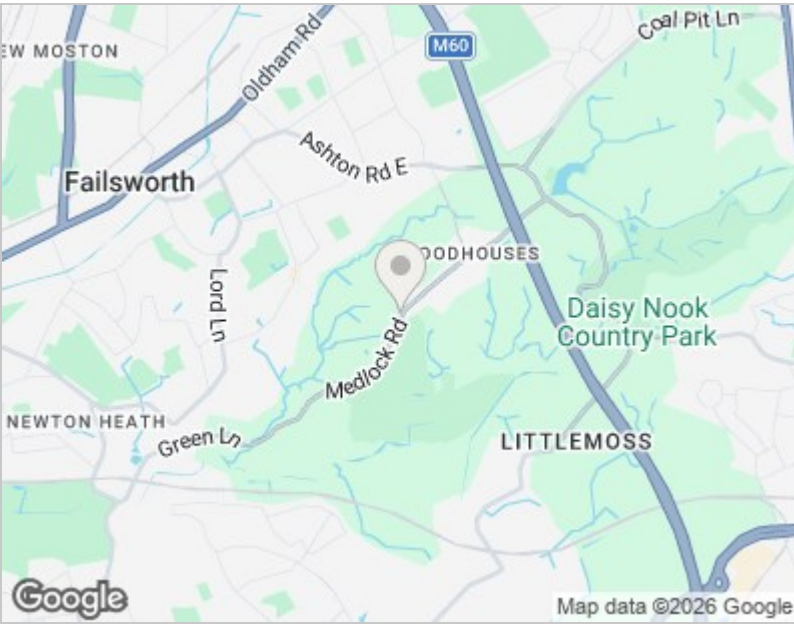 Coal Pit Ln
M60
EW MOSTON
Oldham Rd
Ashton Rd E
Failsworth
OODHOUSES
Lord Ln
Daisy Nook
Country Park
Medlock Rd
NEWTON HEATH
Green Ln
LITTLEMOSS
Google
Map data ©2026 Google